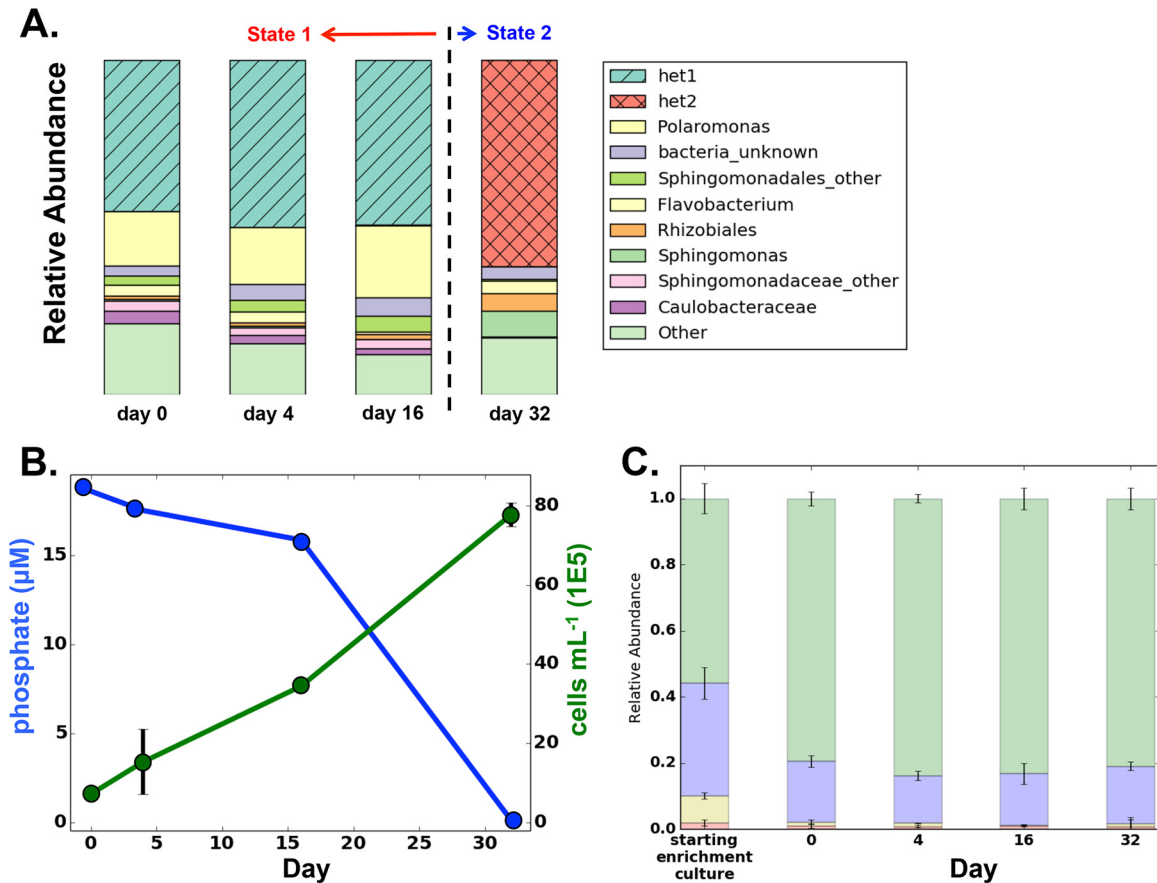 A.
State 1
State 2
Relative Abundance
day 0
day 4
day 16
day 32
het1
het2
Polaromonas
bacteria_unknown
Sphingomonadales_other
Flavobacterium
Rhizobiales
Sphingomonas
Sphingomonadaceae_other
Caulobacteraceae
Other
B.
phosphate (µM)
15
10
5
0
80
60
40
20
0
cells mL-1 (1E5)
0 5 10 15 20 25 30
Day
C.
Relative Abundance
1.0
0.8
0.6
0.4
0.2
0.0
starting
enrichment
culture
0 4 16 32
Day